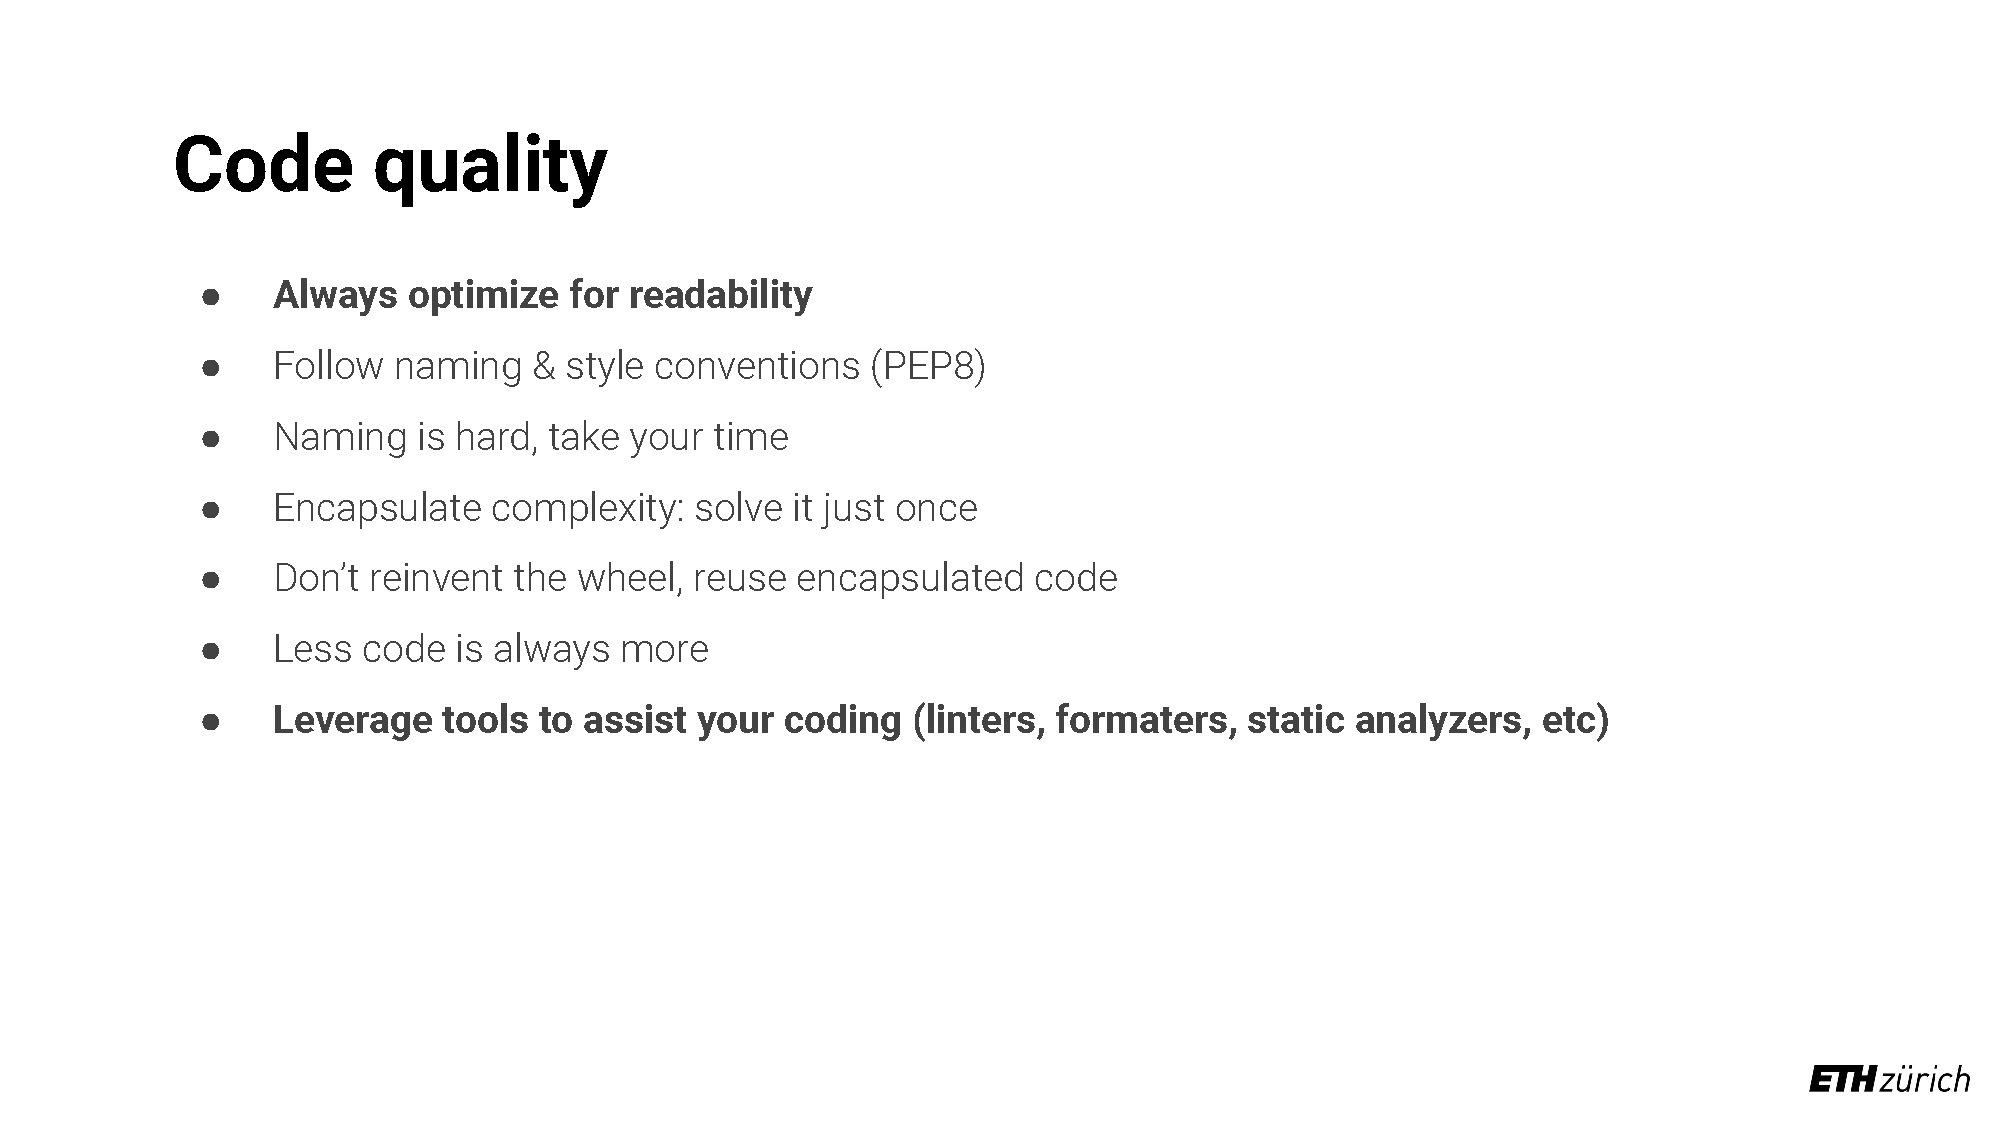 Code quality
● Always optimize for readability
● Follow naming & style conventions (PEP8)
● Naming is hard, take your time
● Encapsulate complexity: solve it just once
● Don’t reinvent the wheel, reuse encapsulated code
● Less code is always more
● Leverage tools to assist your coding (linters, formaters, static analyzers, etc)
ETH zürich